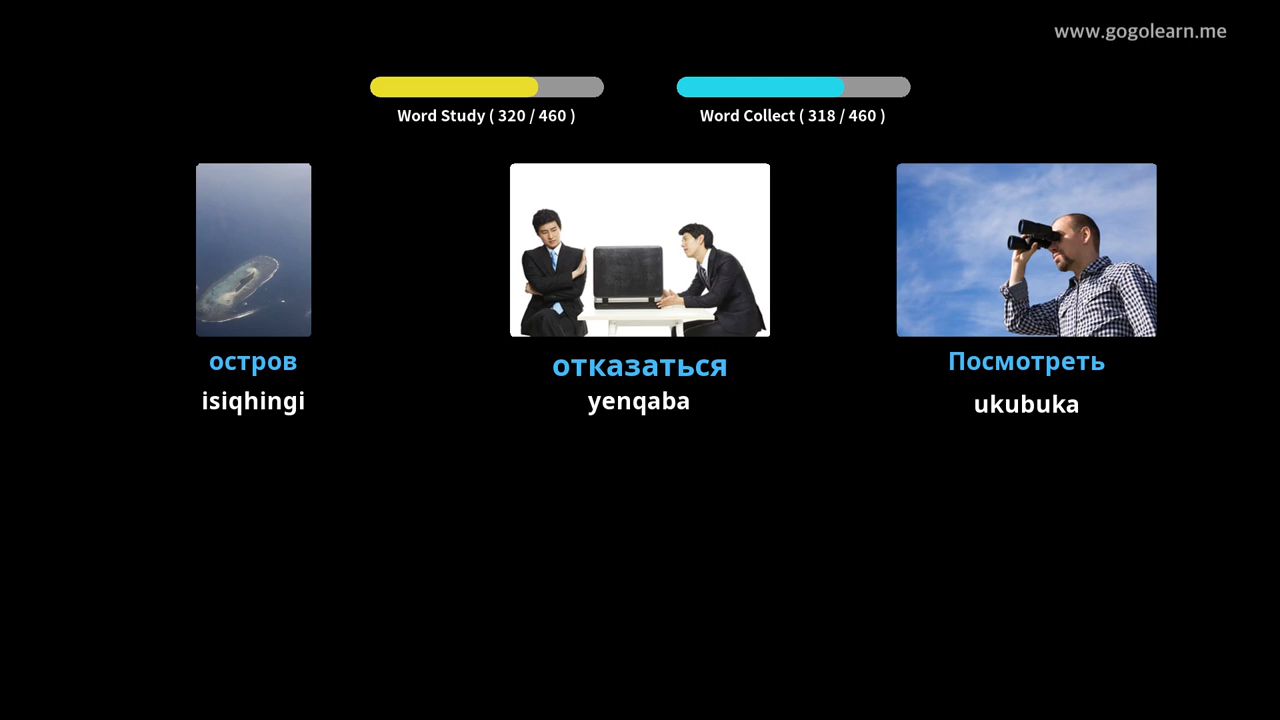 www.gogolearn.me
Word Study ( 320 / 460 )
Word Collect ( 318 / 460 )
остров
отказаться
Посмотреть
isiqhingi
yenqaba
ukubuka